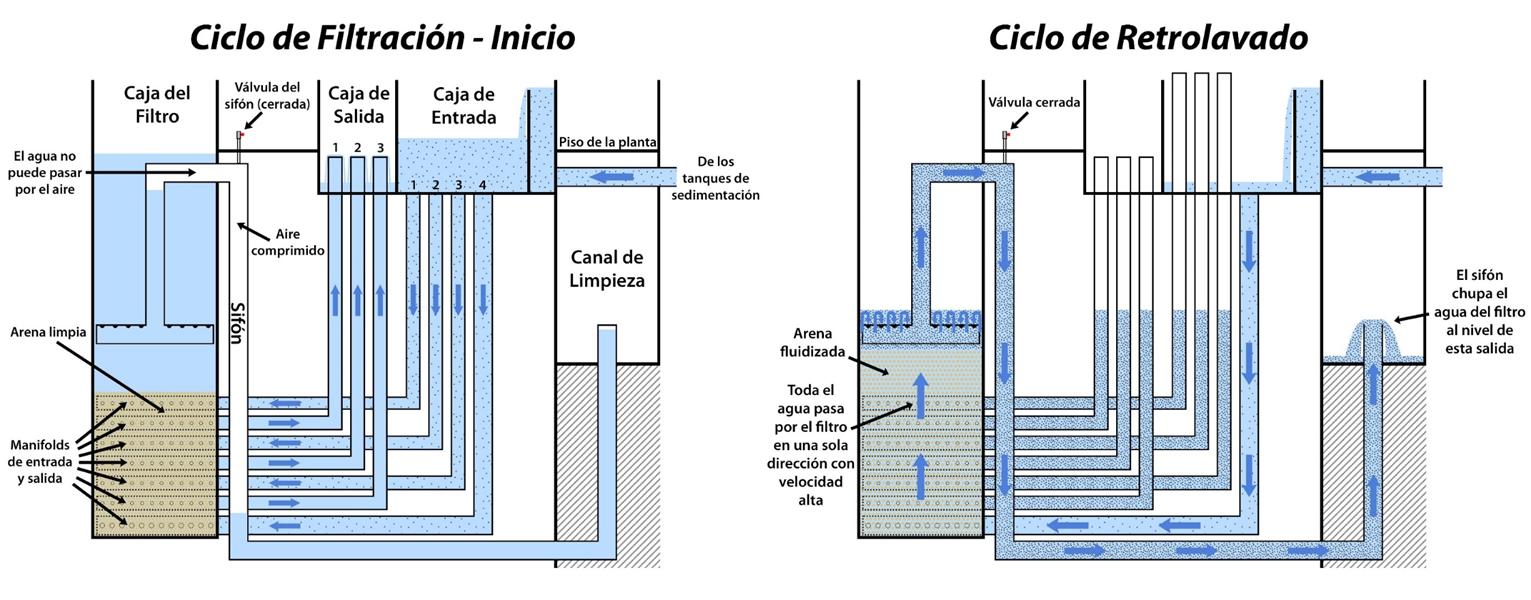 Ciclo de Filtración - Inicio
Caja del
Filtro
Válvula del
sifón (cerrada)
Caja de
Salida
Caja de
Entrada
1 2 3
1 2 3 4
Piso de la planta
De los
tanques de
sedimentación
El agua no
puede pasar
por el aire
Aire
comprimido
Sifón
Canal de
Limpieza
Arena limpia
Manifolds
de entrada
y salida
Ciclo de Retrolavado
Válvula cerrada
Arena
fluidizada
Toda el
agua pasa
por el filtro
en una sola
dirección con
velocidad
alta
El sifón
chupa el
agua del filtro
al nivel de
esta salida